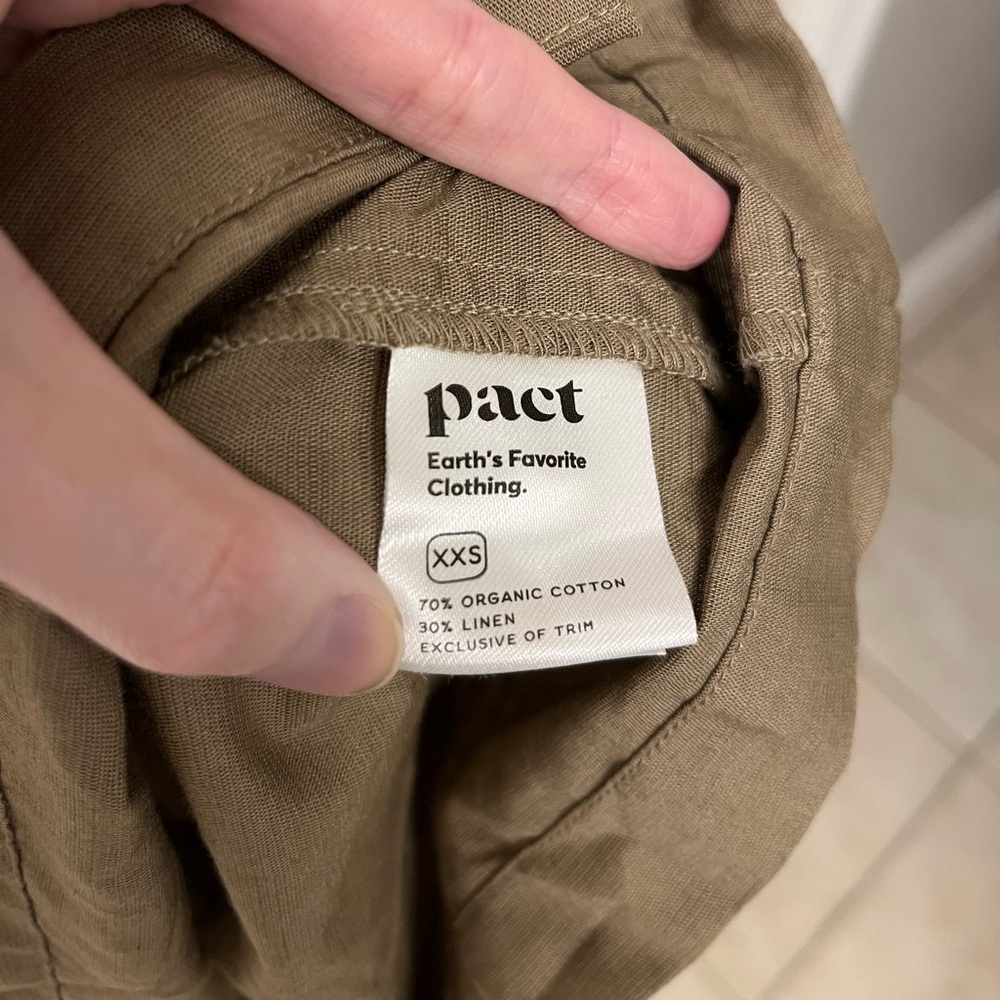 pact
Earth's Favorite
Clothing.
XXS
70% ORGANIC COTTON
30% LINEN
EXCLUSIVE OF TRIM